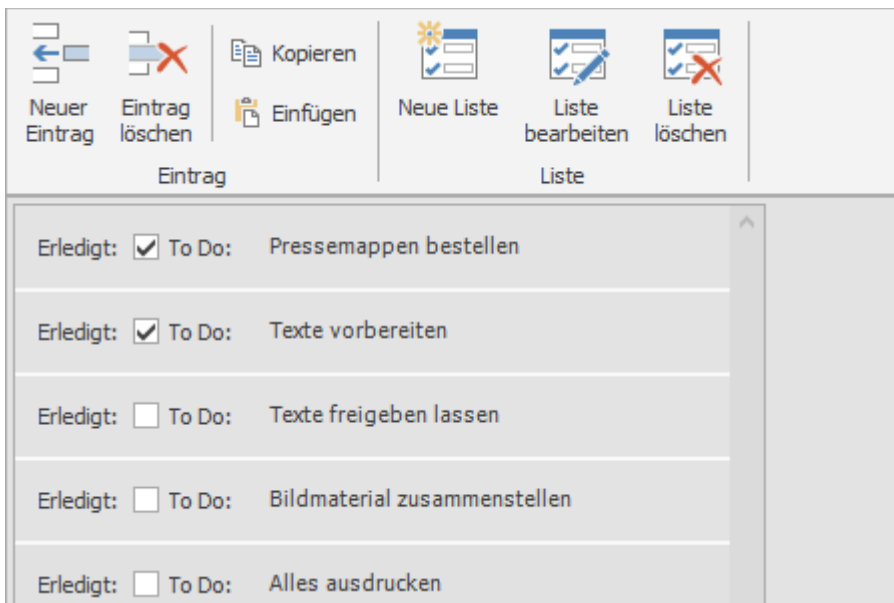 Neuer Eintrag
Eintrag löschen
Kopieren
Einfügen
Eintrag
Neue Liste
Liste bearbeiten
Liste löschen
Liste
Erledigt: To Do: Pressemappen bestellen
Erledigt: To Do: Texte vorbereiten
Erledigt: To Do: Texte freigeben lassen
Erledigt: To Do: Bildmaterial zusammenstellen
Erledigt: To Do: Alles ausdrucken